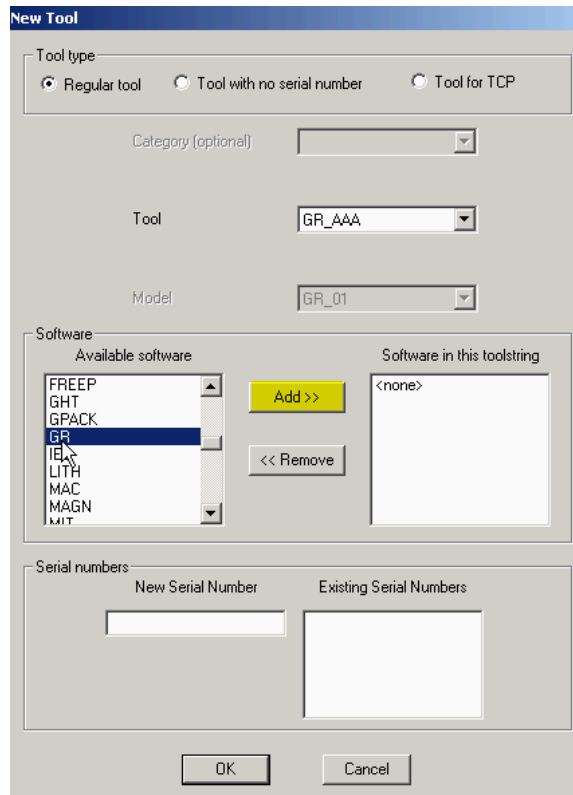 New Tool
Tool type
Regular tool Tool with no serial number Tool for TCP
Category (optional)
Tool GR_AAA
Model GR_01
Software
Available software Software in this toolstring
FREEP
GHT
GPACK
GR
LITH
MAC
MAGN
MIT
Add >>
<< Remove
<none>
Serial numbers
New Serial Number Existing Serial Numbers
OK Cancel